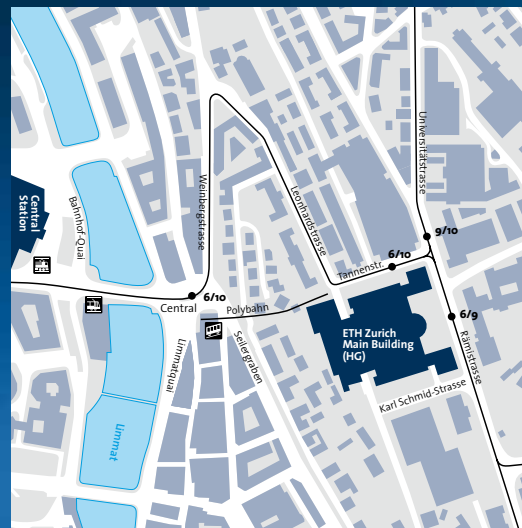 Central
Station
Bahnhof-Quai
Weinbergstrasse
Leonhardstrasse
Universitätstrasse
9/10
6/10
Tannenstr.
6/10
Central
Polybahn
6/9
ETH Zurich
Main Building
(HG)
Rämistrasse
Seilergraben
Limmatquai
Karl Schmid-Strasse
Limmat